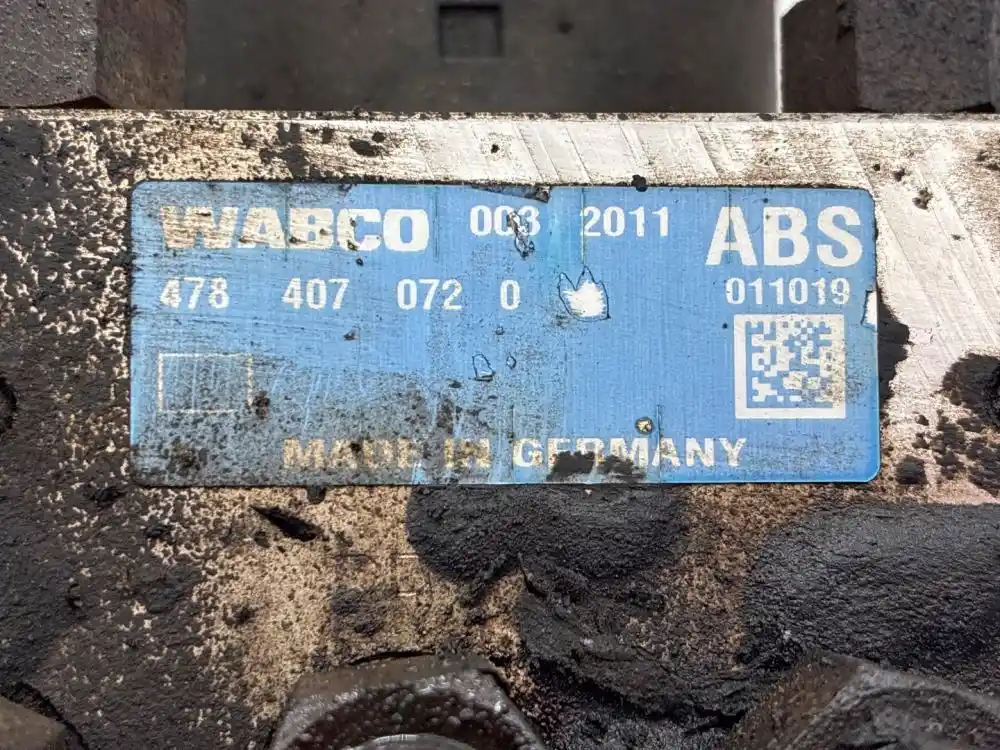 WABCO 003 2011 ABS
478 407 072 0 011019
MADE IN GERMANY